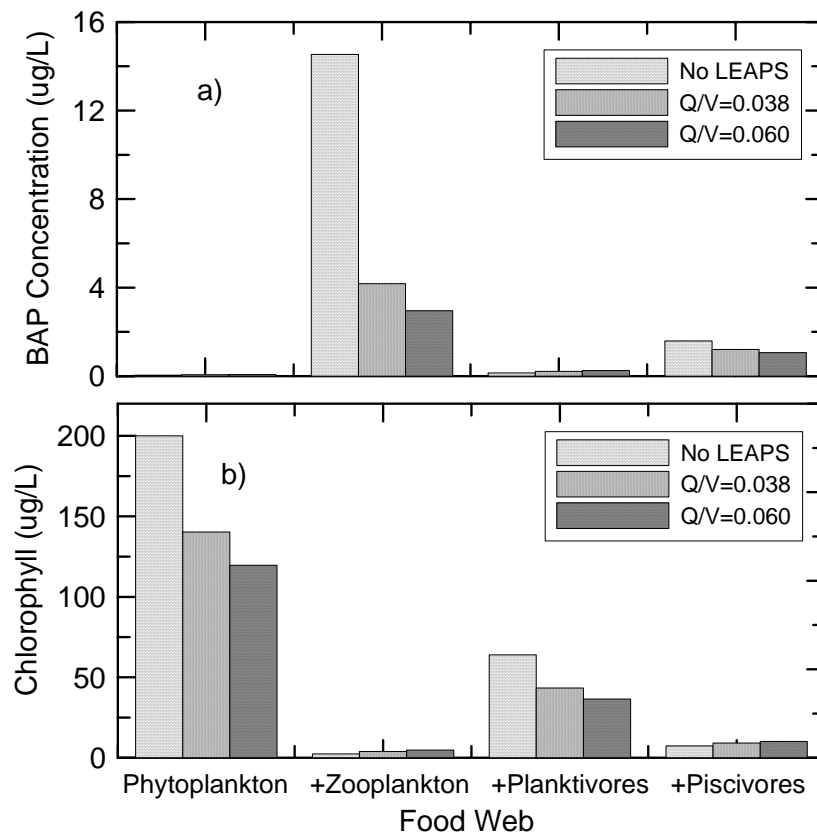 16
12
8
4
0
BAP Concentration (ug/L)
a)
No LEAPS
Q/V=0.038
Q/V=0.060
200
150
100
50
0
Chlorophyll (ug/L)
b)
No LEAPS
Q/V=0.038
Q/V=0.060
Phytoplankton +Zooplankton +Planktivores +Piscivores
Food Web